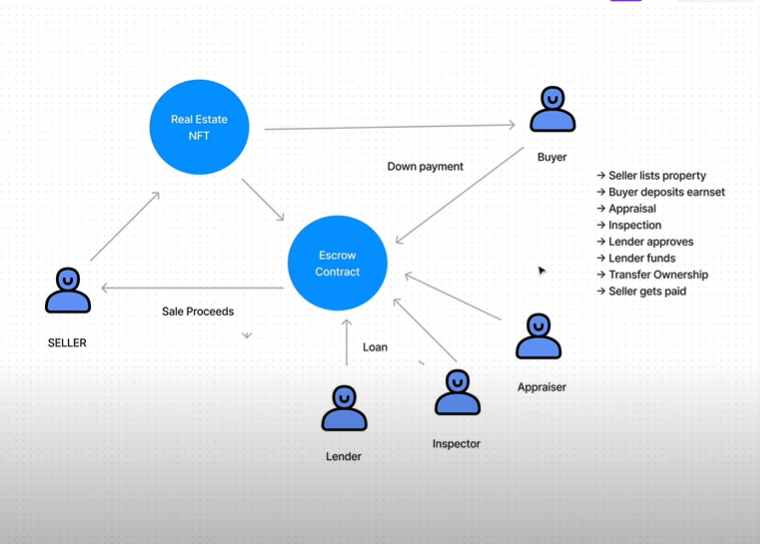 Real Estate
NFT
Buyer
Down payment
→ Seller lists property
→ Buyer deposits earnset
→ Appraisal
→ Inspection
→ Lender approves
→ Lender funds
→ Transfer Ownership
→ Seller gets paid
Escrow
Contract
Sale Proceeds
SELLER
Loan
Appraiser
Inspector
Lender